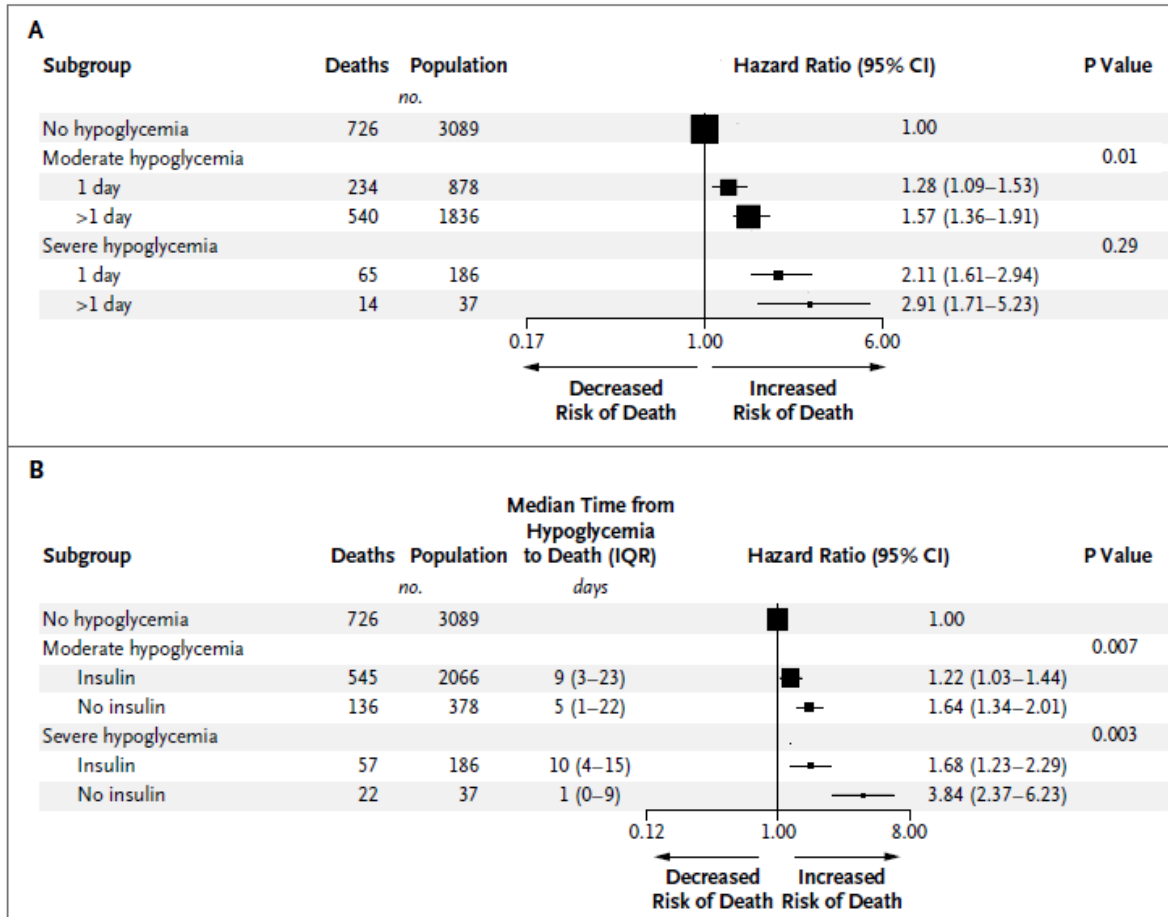 A
Subgroup Deaths Population Hazard Ratio (95% CI) P Value
no.
No hypoglycemia 726 3089 1.00
Moderate hypoglycemia 0.01
1 day 234 878 1.28 (1.09–1.53)
>1 day 540 1836 1.57 (1.36–1.91)
Severe hypoglycemia 0.29
1 day 65 186 2.11 (1.61–2.94)
>1 day 14 37 2.91 (1.71–5.23)
0.17 1.00 6.00
Decreased Increased
Risk of Death Risk of Death
B
Median Time from
Hypoglycemia
Subgroup Deaths Population to Death (IQR) Hazard Ratio (95% CI) P Value
no. days
No hypoglycemia 726 3089 1.00
Moderate hypoglycemia 0.007
Insulin 545 2066 9 (3–23) 1.22 (1.03–1.44)
No insulin 136 378 5 (1–22) 1.64 (1.34–2.01)
Severe hypoglycemia 0.003
Insulin 57 186 10 (4–15) 1.68 (1.23–2.29)
No insulin 22 37 1 (0–9) 3.84 (2.37–6.23)
0.12 1.00 8.00
Decreased Increased
Risk of Death Risk of Death